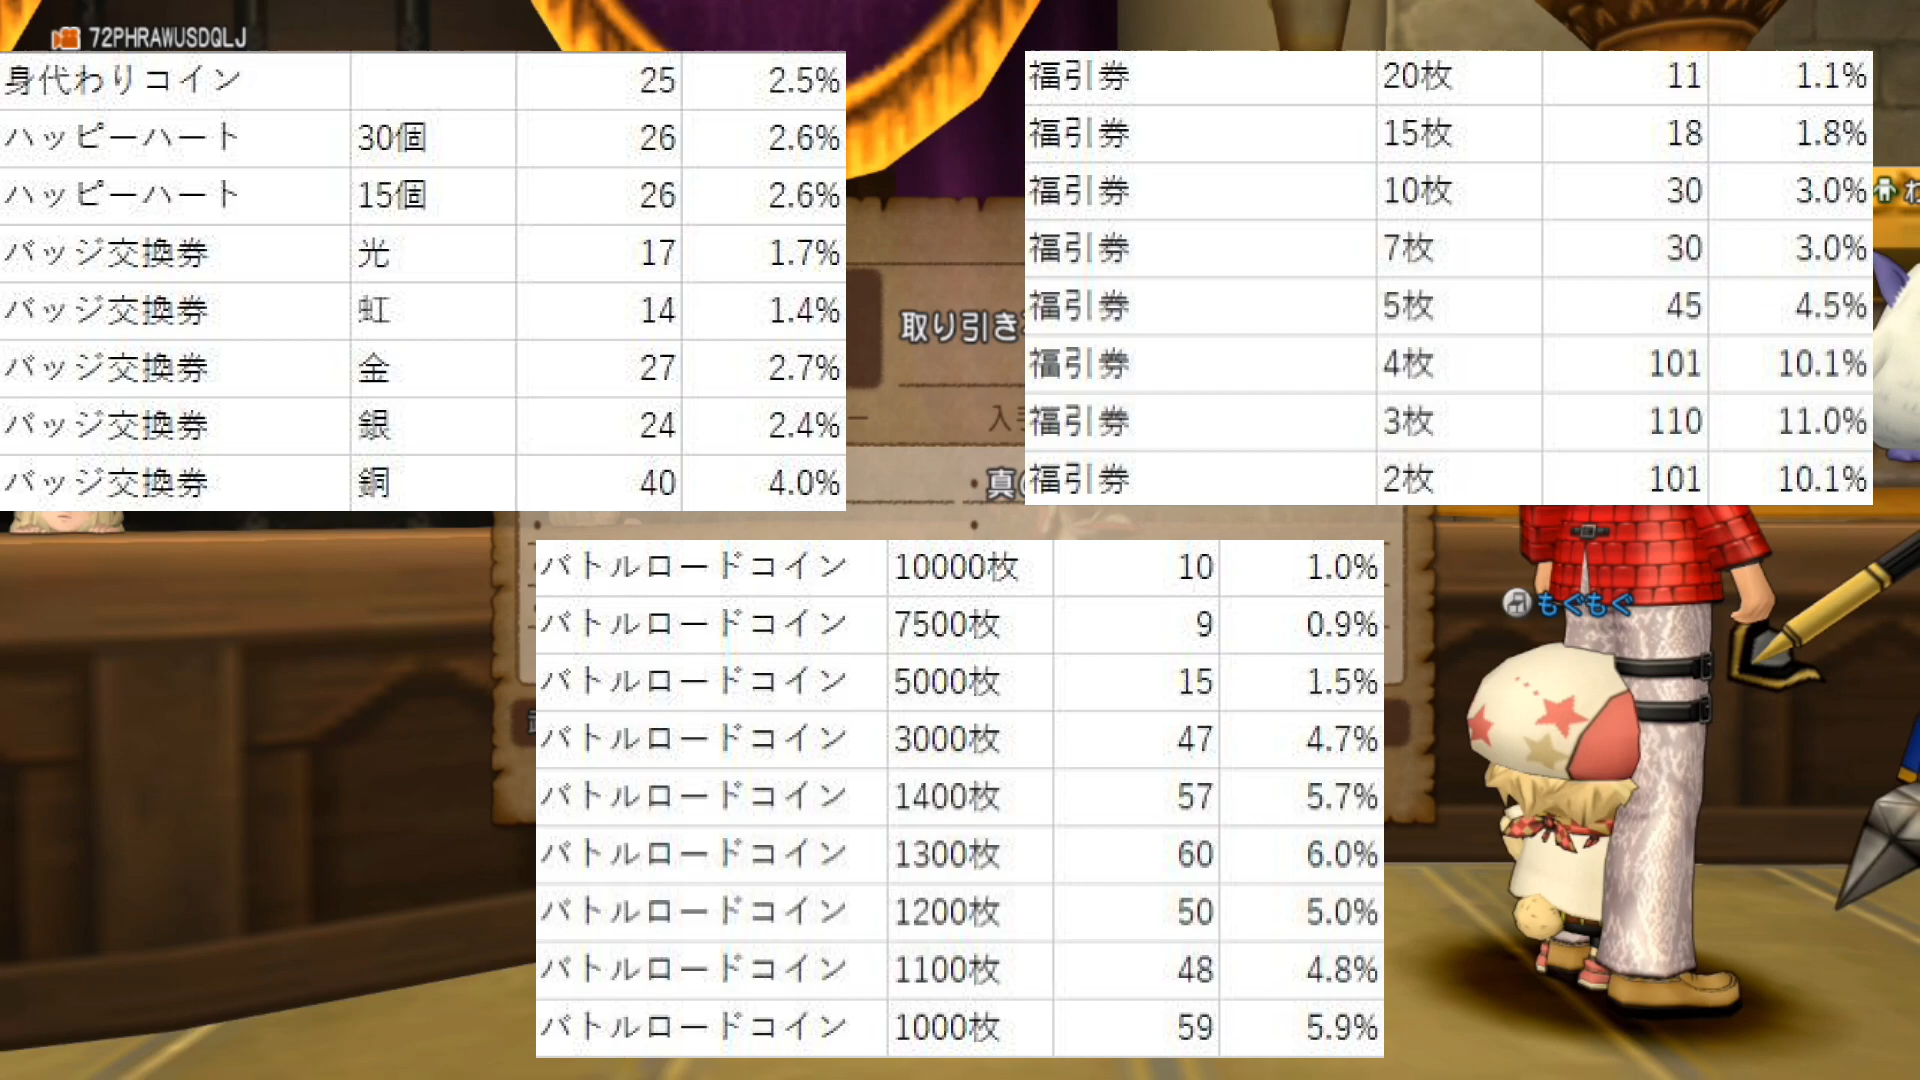 72PHRAWUSDQLJ
身代わりコイン 25 2.5%
ハッピーハート 30個 26 2.6%
ハッピーハート 15個 26 2.6%
バッジ交換券 光 17 1.7%
バッジ交換券 虹 14 1.4%
バッジ交換券 金 27 2.7%
バッジ交換券 銀 24 2.4%
バッジ交換券 銅 40 4.0%
福引券 20枚 11 1.1%
福引券 15枚 18 1.8%
福引券 10枚 30 3.0%
福引券 7枚 30 3.0%
福引券 5枚 45 4.5%
福引券 4枚 101 10.1%
福引券 3枚 110 11.0%
福引券 2枚 101 10.1%
わ
取り引き
入手
・真の
バトルロードコイン 10000枚 10 1.0%
バトルロードコイン 7500枚 9 0.9%
バトルロードコイン 5000枚 15 1.5%
バトルロードコイン 3000枚 47 4.7%
バトルロードコイン 1400枚 57 5.7%
バトルロードコイン 1300枚 60 6.0%
バトルロードコイン 1200枚 50 5.0%
バトルロードコイン 1100枚 48 4.8%
バトルロードコイン 1000枚 59 5.9%
もぐもぐ